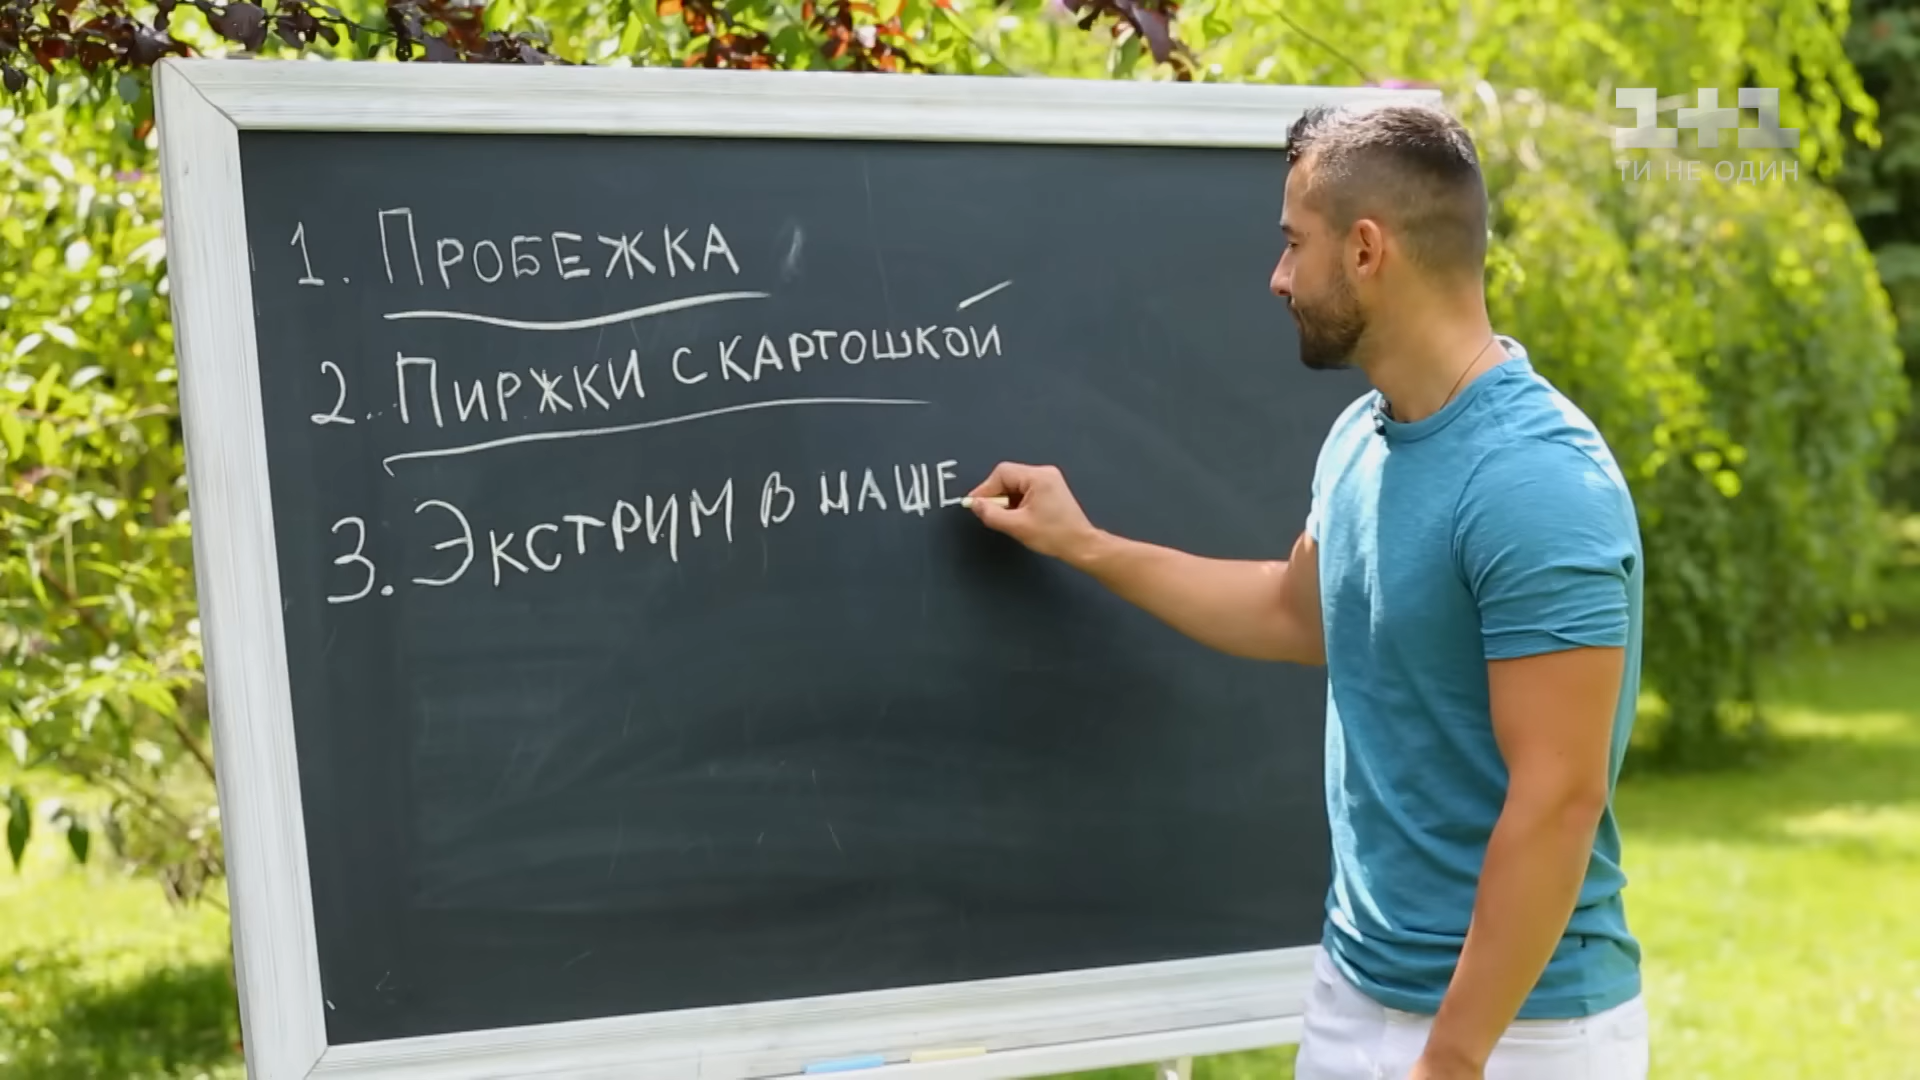 1+1
ТИ НЕ ОДИН
1. ПРОБЕЖКА
2. ПИРЖКИ С КАРТОШКОЙ
3. ЭКСТРИМ В НАШЕ